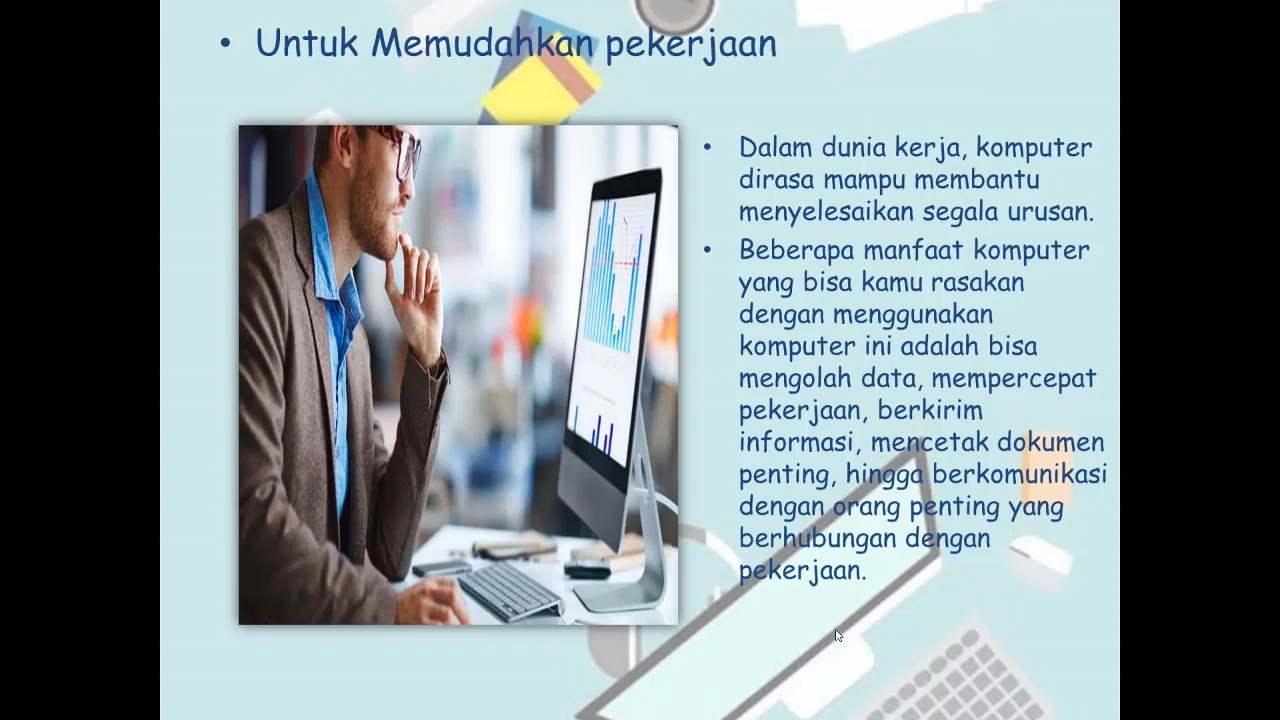 • Untuk Memudahkan pekerjaan
• Dalam dunia kerja, komputer
dirasa mampu membantu
menyelesaikan segala urusan.
• Beberapa manfaat komputer
yang bisa kamu rasakan
dengan menggunakan
komputer ini adalah bisa
mengolah data, mempercepat
pekerjaan, berkirim
informasi, mencetak dokumen
penting, hingga berkomunikasi
dengan orang penting yang
berhubungan dengan
pekerjaan.